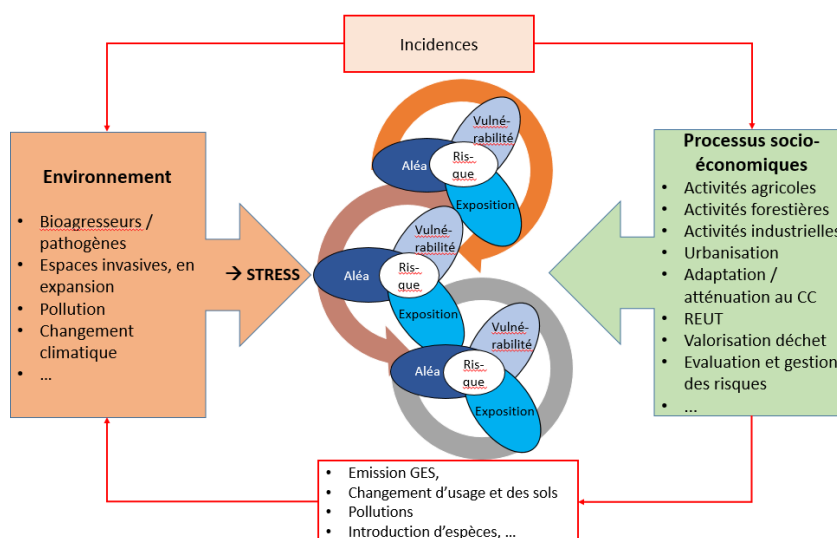 Incidences
Environnement
• Bioagresseurs /
pathogènes
• Espaces invasives, en
expansion
• Pollution
• Changement
climatique
• ...
→ STRESS
Vulné-
rabilité
Aléa
Ris-
que
Exposition
Vulné-
rabilité
Aléa
Ris-
que
Exposition
Vulné-
rabilité
Aléa
Ris-
que
Exposition
Processus socio-
économiques
• Activités agricoles
• Activités forestières
• Activités industrielles
• Urbanisation
• Adaptation /
atténuation au CC
• REUT
• Valorisation déchet
• Evaluation et gestion
des risques
• ...
• Emission GES,
• Changement d'usage et des sols
• Pollutions
• Introduction d'espèces, ...